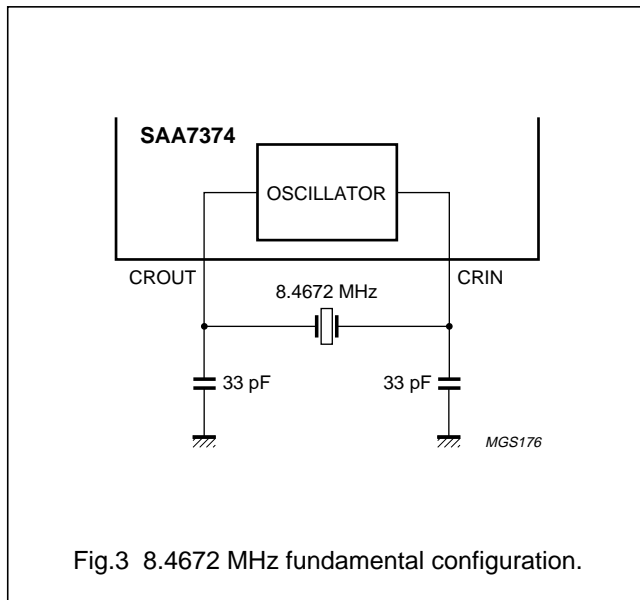 SAA7374
OSCILLATOR
CROUT
CRIN
8.4672 MHz
33 pF
33 pF
MGS176
Fig.3 8.4672 MHz fundamental configuration.